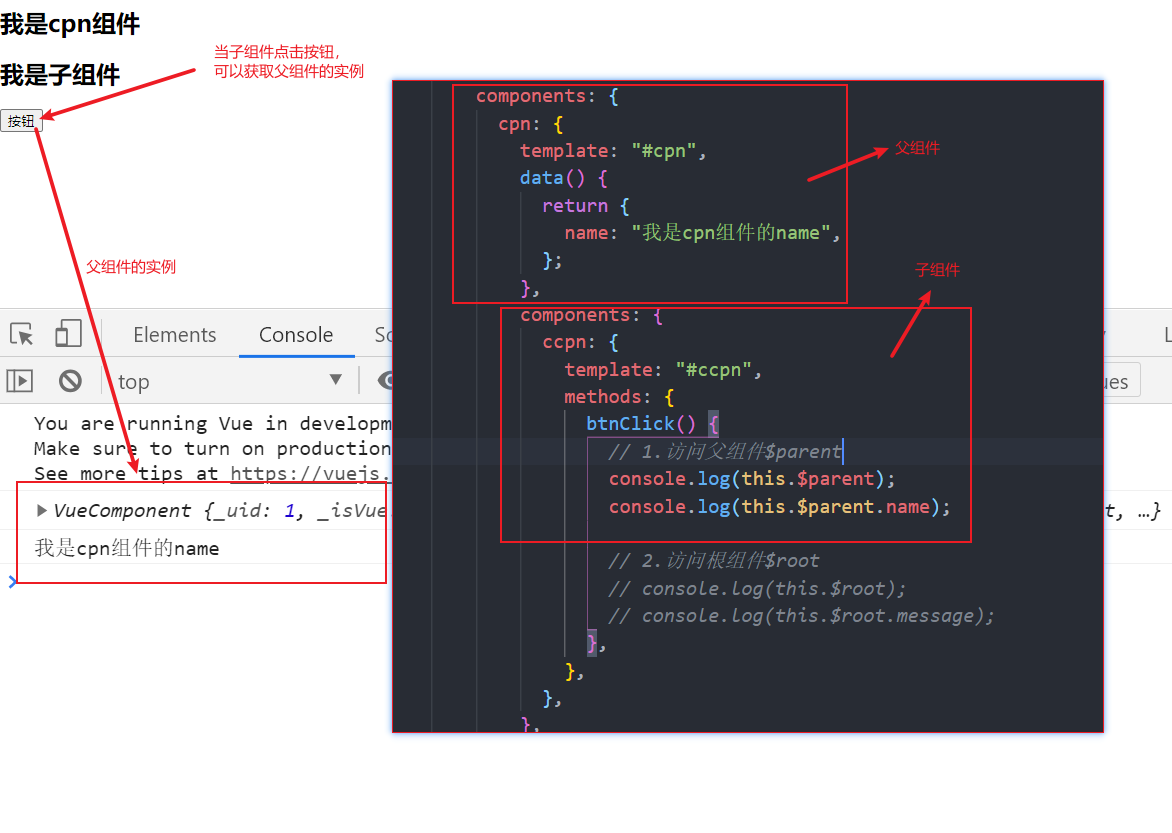 我是cpn组件
当子组件点击按钮，
可以获取父组件的实例
我是子组件
按钮
父组件的实例
Elements
Console
top
You are running Vue in developm
Make sure to turn on production
See more tips at https://vuejs.
VueComponent {_uid: 1, _isVue
t, …}
我是cpn组件的name
components: {
cpn: {
template: "#cpn",
data() {
return {
name: "我是cpn组件的name",
};
},
父组件
子组件
components: {
ccpn: {
template: "#ccpn",
methods: {
btnClick() {
// 1.访问父组件$parent
console.log(this.$parent);
console.log(this.$parent.name);
// 2.访问根组件$root
// console.log(this.$root);
// console.log(this.$root.message);
},
},
},
},